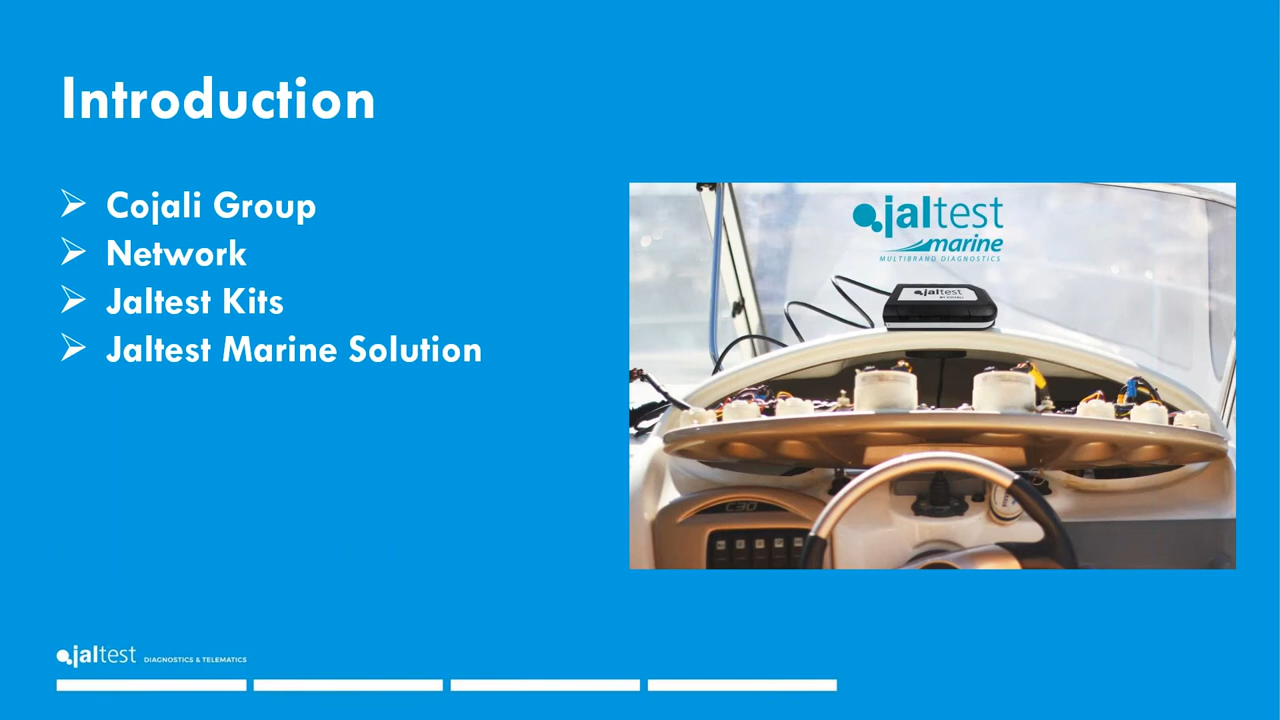 Introduction
Cojali Group
Network
Jaltest Kits
Jaltest Marine Solution
jaltest
marine
MULTIBRAND DIAGNOSTICS
jaltest
BY COJALI
C30
jaltest DIAGNOSTICS & TELEMATICS